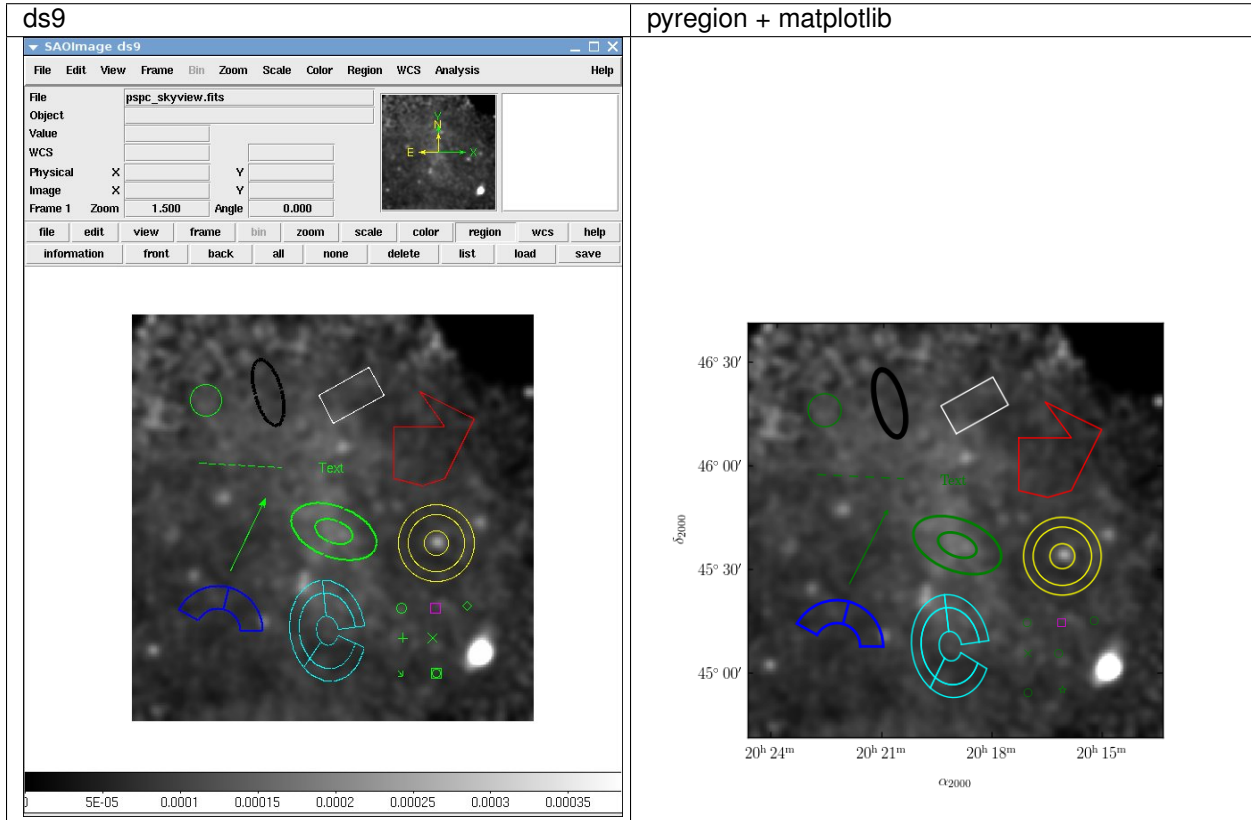 ds9
pyregion + matplotlib
SAOImage ds9
File Edit View Frame Bin Zoom Scale Color Region WCS Analysis Help
File pspc_skyview.fits
Object
Value
WCS
Physical X Y
Image X Y
Frame 1 Zoom 1.500 Angle 0.000
Y
N
E X
file edit view frame bin zoom scale color region wcs help
information front back all none delete list load save
Text
0 5E-05 0.0001 0.00015 0.0002 0.00025 0.0003 0.00035
46° 30′
46° 00′
45° 30′
45° 00′
δ2000
Text
20h 24m 20h 21m 20h 18m 20h 15m
α2000